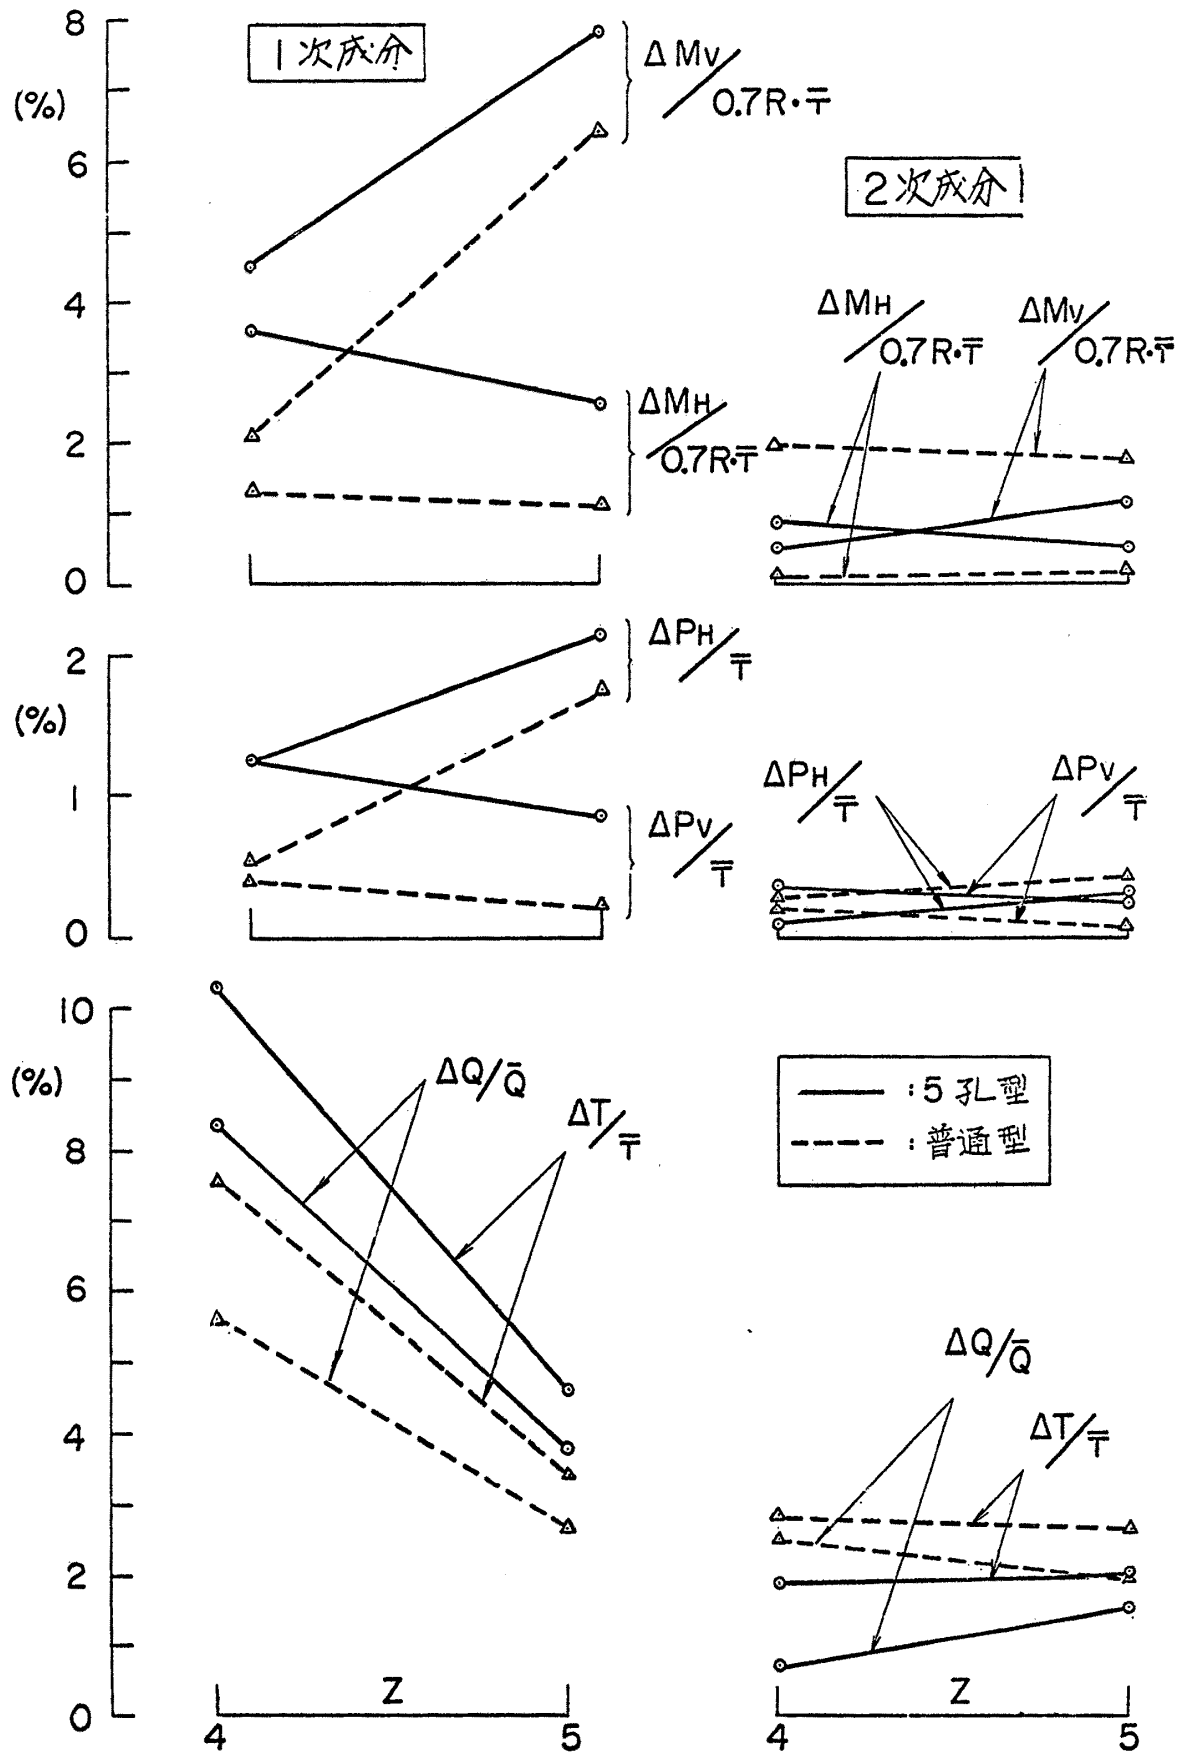 8
(%)
6
4
2
0
1次成分
ΔMv/0.7R·T̿
ΔMH/0.7R·T̿
2次成分
ΔMH/0.7R·T̿
ΔMv/0.7R·T̿
2
(%)
1
0
ΔPH/T̿
ΔPv/T̿
ΔPH/T̿
ΔPv/T̿
10
(%)
8
6
4
2
0
ΔQ/Q̄
ΔT/T̿
:5孔型
:普通型
ΔQ/Q̄
ΔT/T̿
4
Z
5
4
Z
5